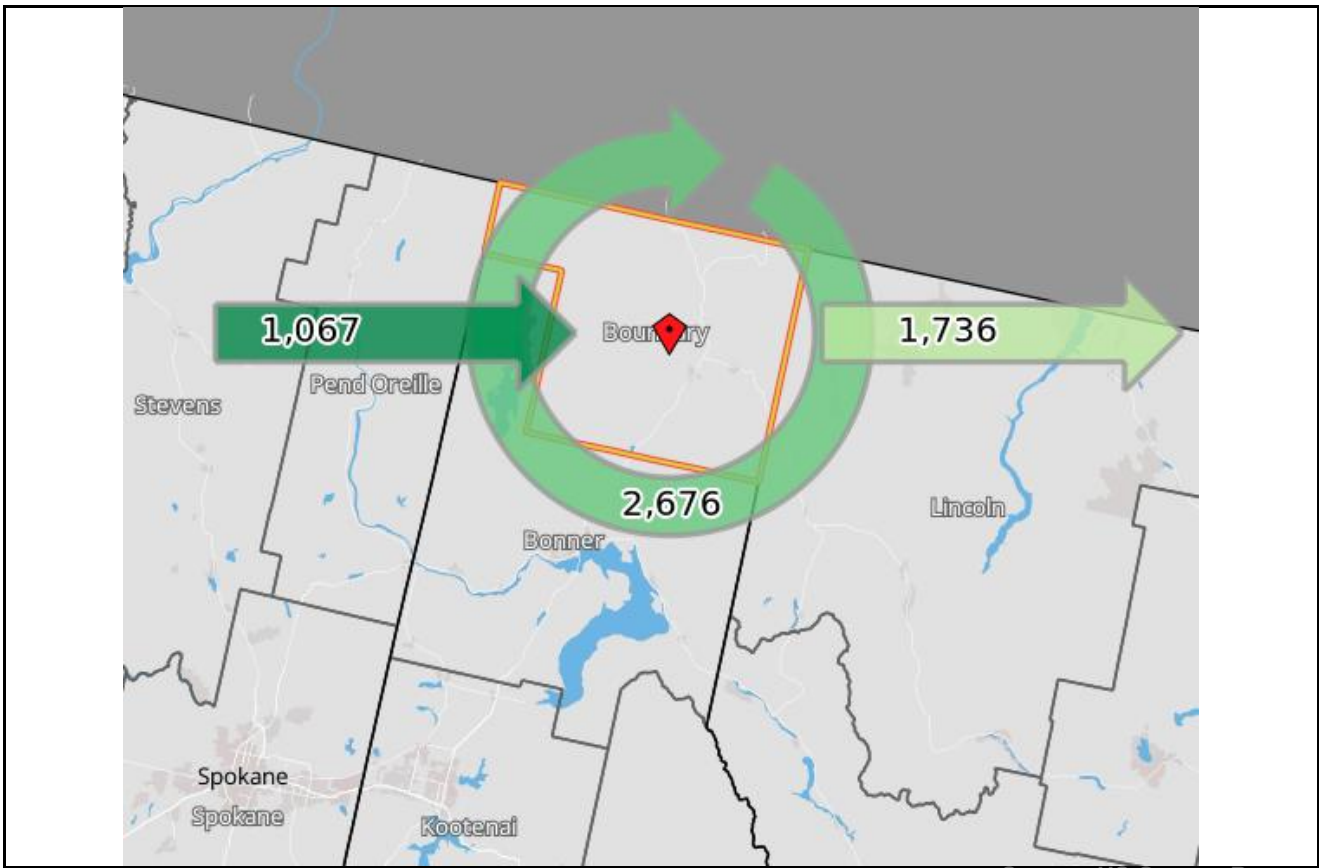 1,067
Boundary
1,736
Pend Oreille
Stevens
2,676
Lincoln
Bonner
Spokane
Spokane
Kootenai